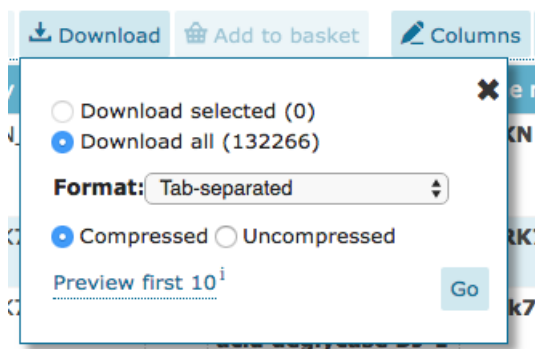 Download Add to basket Columns
Download selected (0)
Download all (132266)
Format: Tab-separated
Compressed Uncompressed
Preview first 10 i
Go